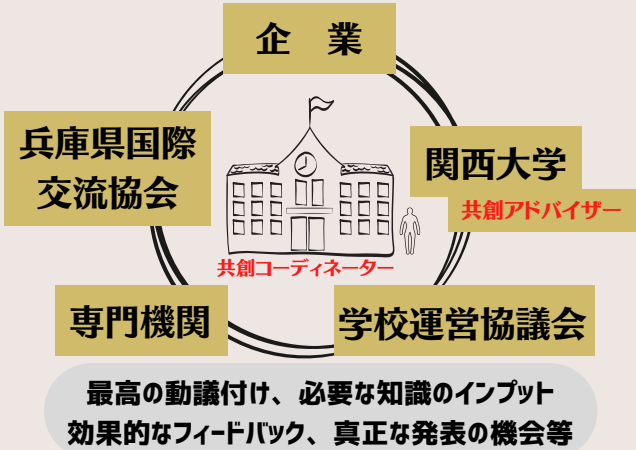 企　業
兵庫県国際
交流協会
関西大学
共創アドバイザー
共創コーディネーター
専門機関
学校運営協議会
最高の動議付け、必要な知識のインプット
効果的なフィードバック、真正な発表の機会等